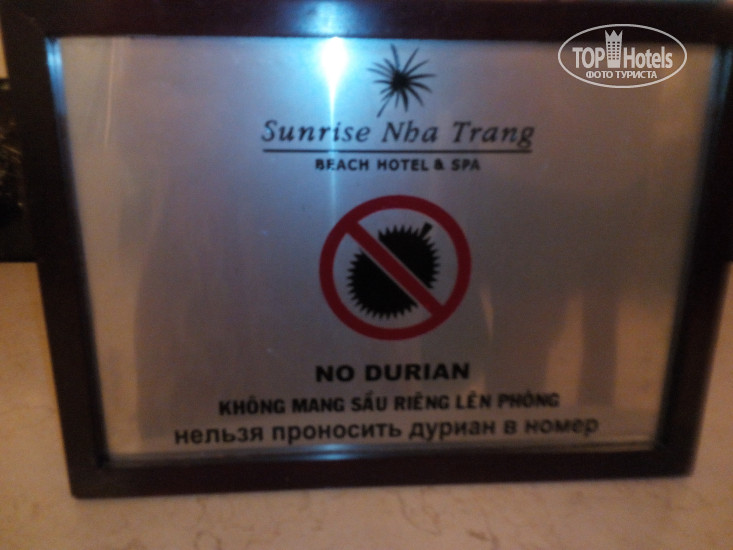 TOP Hotels
ФОТО ТУРИСТА
Sunrise Nha Trang
BEACH HOTEL & SPA
NO DURIAN
KHÔNG MANG SẦU RIÊNG LÊN PHÒNG
нельзя проносить дуриан в номер